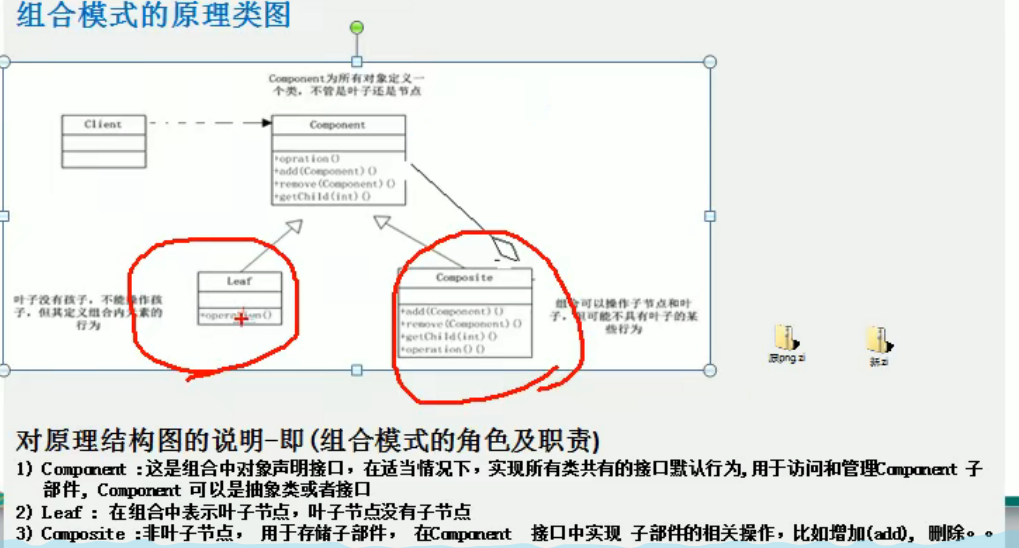 组合模式的原理类图
Component为所有对象定义一
个类，不管是叶子还是节点
Client
Component
+opration()
+add(Component)()
+remove(Component)()
+getChild(int)()
Leaf
+operation()
叶子没有孩子，不能操作孩
子，但其定义组合内元素的
行为
Composite
+add(Component)()
+remove(Component)()
+getChild(int)()
+operation()()
组合可以操作子节点和叶
子，但可能不具有叶子的某
些行为
原png.zi
新.zi
对原理结构图的说明-即(组合模式的角色及职责)
1) Component :这是组合中对象声明接口，在适当情况下，实现所有类共有的接口默认行为,用于访问和管理Component 子
部件, Component 可以是抽象类或者接口
2) Leaf : 在组合中表示叶子节点，叶子节点没有子节点
3) Composite :非叶子节点， 用于存储子部件， 在Component 接口中实现 子部件的相关操作，比如增加(add), 删除。。